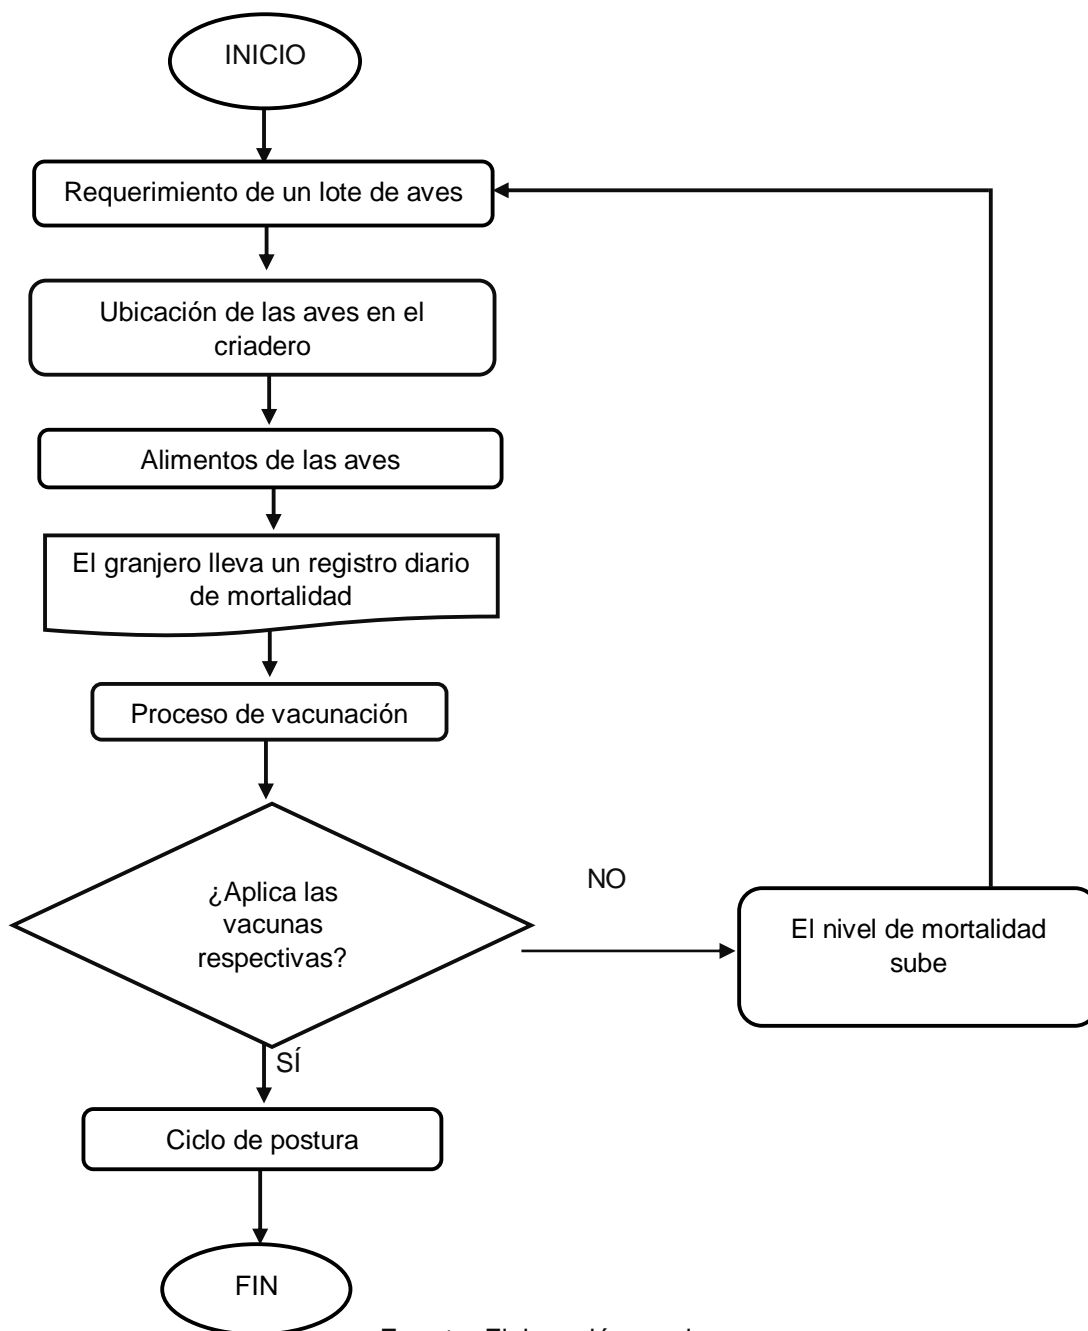 INICIO
Requerimiento de un lote de aves
Ubicación de las aves en el
criadero
Alimentos de las aves
El granjero lleva un registro diario
de mortalidad
Proceso de vacunación
¿Aplica las
vacunas
respectivas?
NO
El nivel de mortalidad
sube
SÍ
Ciclo de postura
FIN